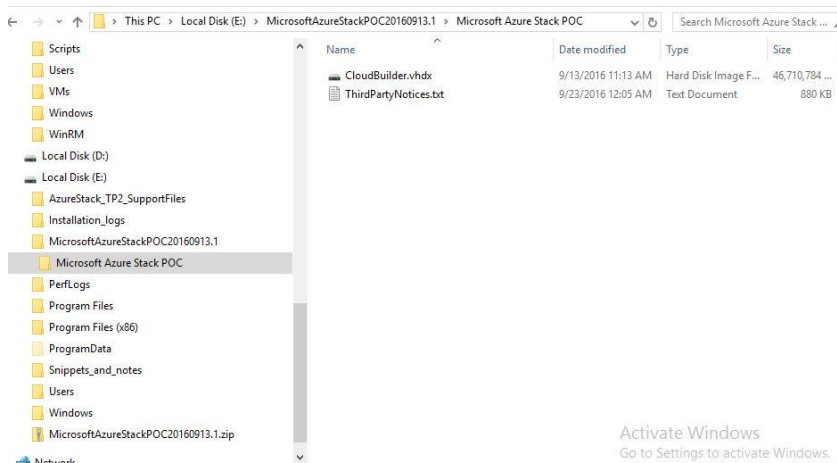 This PC > Local Disk (E:) > MicrosoftAzureStackPOC20160913.1 > Microsoft Azure Stack POC
Search Microsoft Azure Stack ...
Scripts
Users
VMs
Windows
WinRM
Local Disk (D:)
Local Disk (E:)
AzureStack_TP2_SupportFiles
Installation_logs
MicrosoftAzureStackPOC20160913.1
Microsoft Azure Stack POC
PerfLogs
Program Files
Program Files (x86)
ProgramData
Snippets_and_notes
Users
Windows
MicrosoftAzureStackPOC20160913.1.zip
Network
Name Date modified Type Size
CloudBuilder.vhdx 9/13/2016 11:13 AM Hard Disk Image F... 46,710,784 ...
ThirdPartyNotices.txt 9/23/2016 12:05 AM Text Document 880 KB
Activate Windows
Go to Settings to activate Windows.